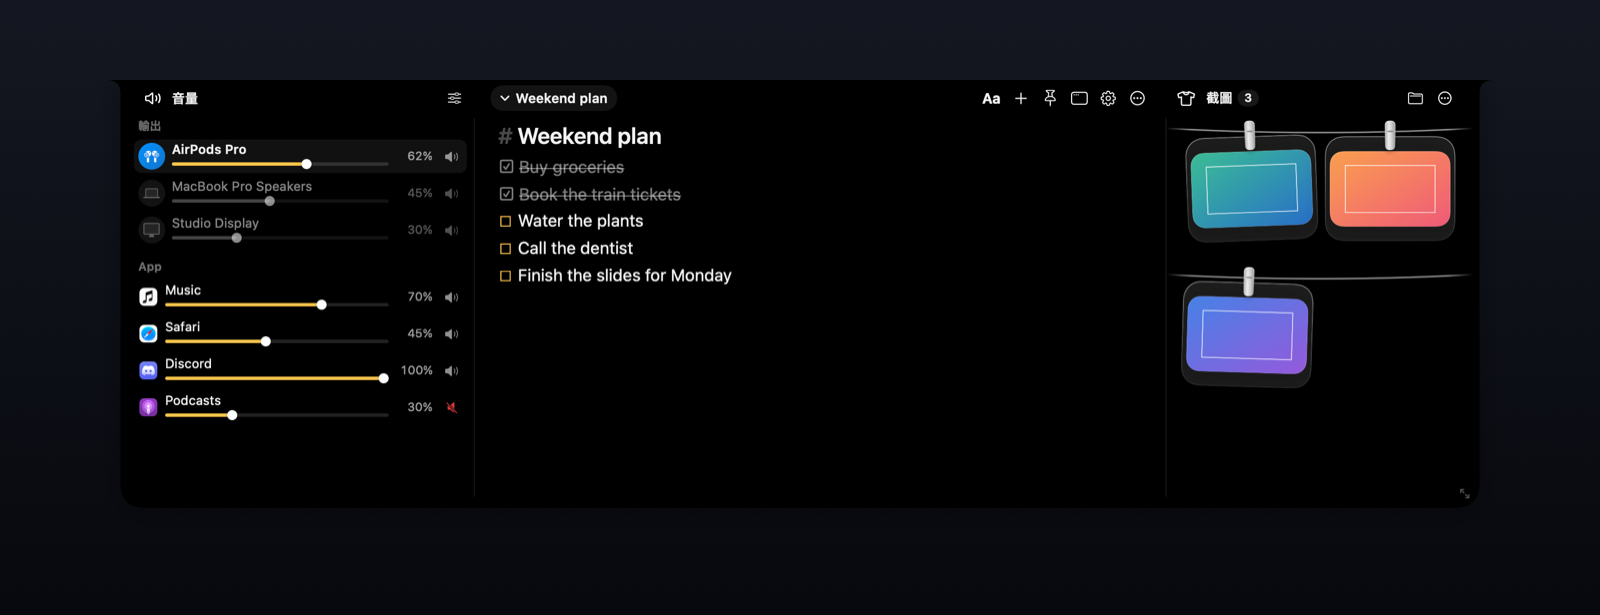 音量
輸出
AirPods Pro
62%
MacBook Pro Speakers
45%
Studio Display
30%
App
Music
70%
Safari
45%
Discord
100%
Podcasts
30%
Weekend plan
Aa
# Weekend plan
Buy groceries
Book the train tickets
Water the plants
Call the dentist
Finish the slides for Monday
截圖 3